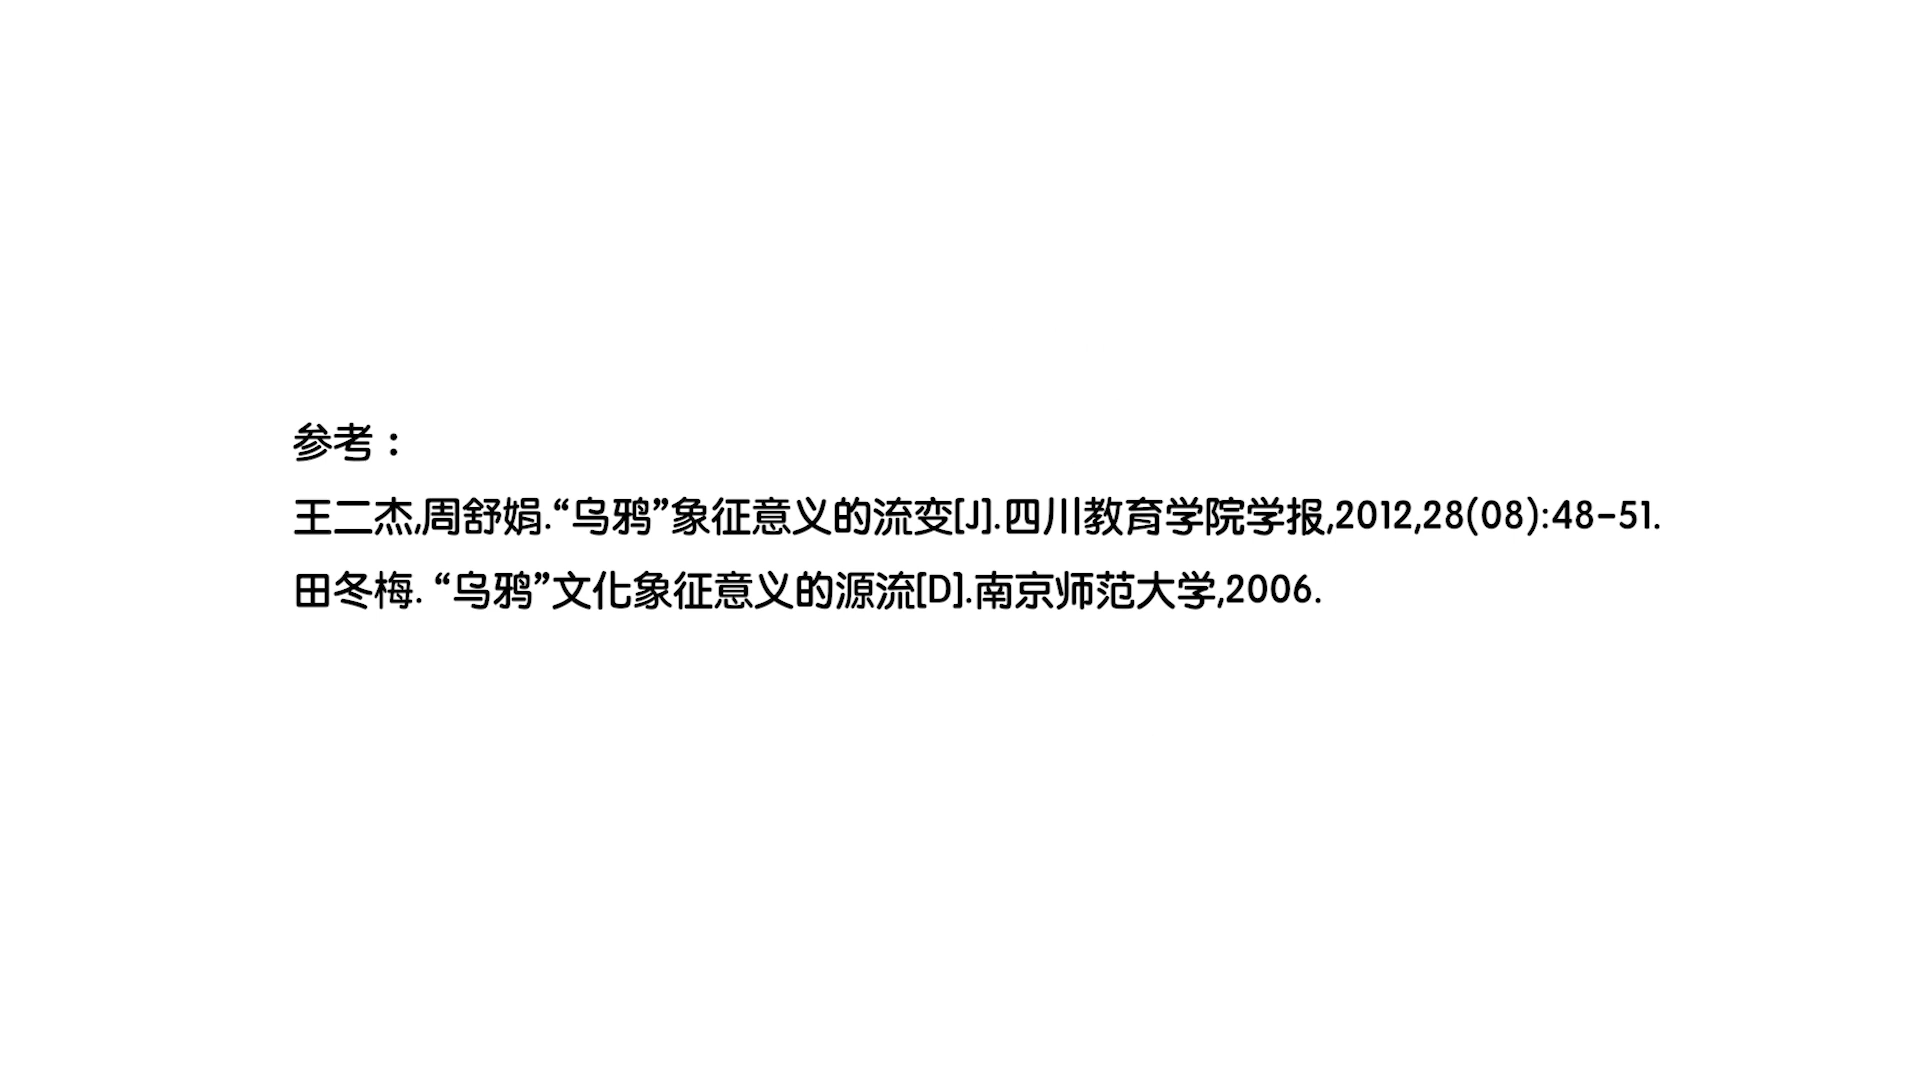 参考：
王二杰,周舒娟.“乌鸦”象征意义的流变[J].四川教育学院学报,2012,28(08):48-51.
田冬梅. “乌鸦”文化象征意义的源流[D].南京师范大学,2006.